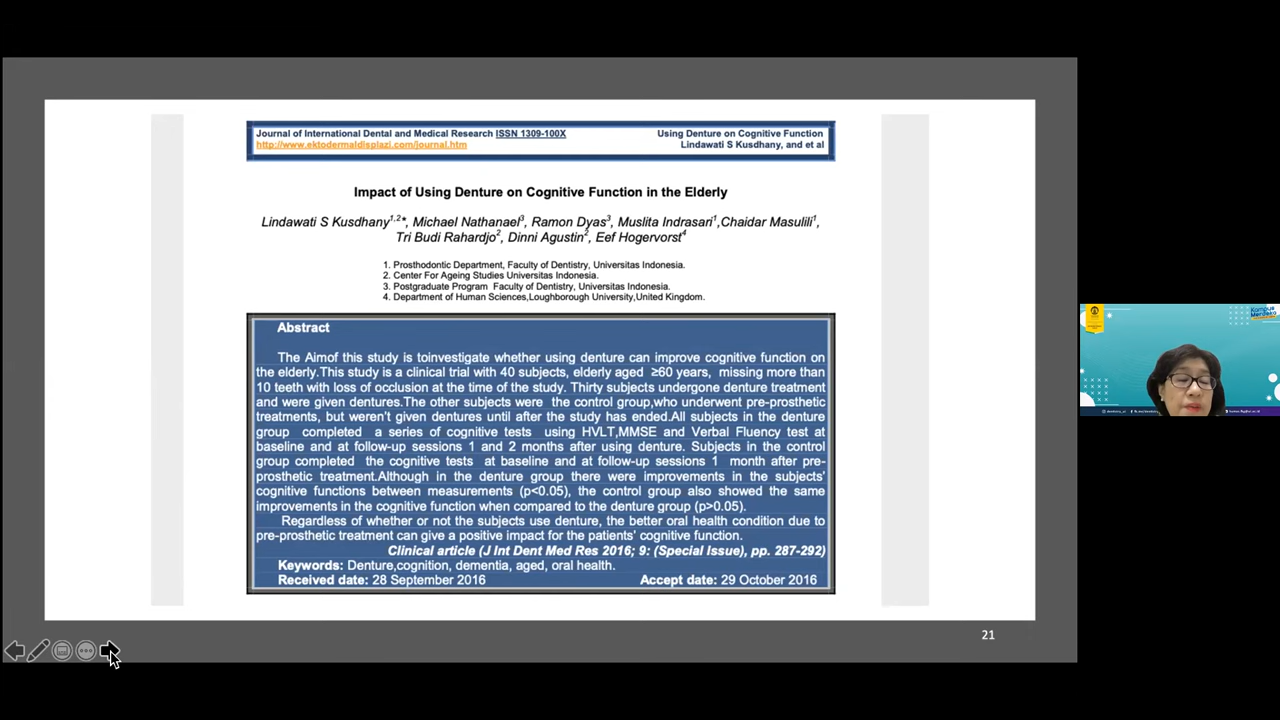 Journal of International Dental and Medical Research ISSN 1309-100X
http://www.ektodermaldisplazi.com/journal.htm
Using Denture on Cognitive Function
Lindawati S Kusdhany, and et al
Impact of Using Denture on Cognitive Function in the Elderly
Lindawati S Kusdhany1,2*, Michael Nathanael3, Ramon Dyas3, Muslita Indrasari1,Chaidar Masulili1,
Tri Budi Rahardjo2, Dinni Agustin2, Eef Hogervorst4
1. Prosthodontic Department, Faculty of Dentistry, Universitas Indonesia.
2. Center For Ageing Studies Universitas Indonesia.
3. Postgraduate Program Faculty of Dentistry, Universitas Indonesia.
4. Department of Human Sciences,Loughborough University,United Kingdom.
Abstract
The Aimof this study is toinvestigate whether using denture can improve cognitive function on
the elderly.This study is a clinical trial with 40 subjects, elderly aged ≥60 years, missing more than
10 teeth with loss of occlusion at the time of the study. Thirty subjects undergone denture treatment
and were given dentures.The other subjects were the control group,who underwent pre-prosthetic
treatments, but weren't given dentures until after the study has ended.All subjects in the denture
group completed a series of cognitive tests using HVLT,MMSE and Verbal Fluency test at
baseline and at follow-up sessions 1 and 2 months after using denture. Subjects in the control
group completed the cognitive tests at baseline and at follow-up sessions 1 month after pre-
prosthetic treatment.Although in the denture group there were improvements in the subjects'
cognitive functions between measurements (p<0.05), the control group also showed the same
improvements in the cognitive function when compared to the denture group (p>0.05).
Regardless of whether or not the subjects use denture, the better oral health condition due to
pre-prosthetic treatment can give a positive impact for the patients' cognitive function.
Clinical article (J Int Dent Med Res 2016; 9: (Special Issue), pp. 287-292)
Keywords: Denture,cognition, dementia, aged, oral health.
Received date: 28 September 2016 Accept date: 29 October 2016
21
Kampus
Merdeka